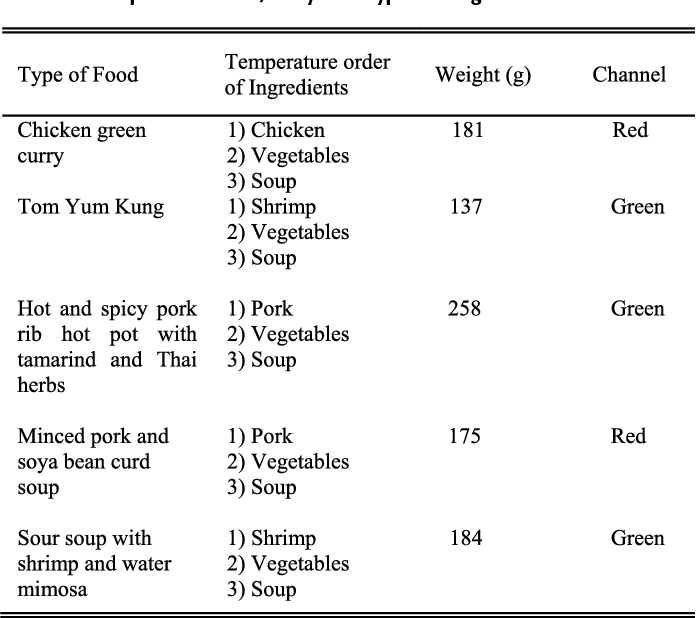 Type of Food Temperature order of Ingredients Weight (g) Channel
Chicken green 1) Chicken 181 Red
curry 2) Vegetables
3) Soup
Tom Yum Kung 1) Shrimp 137 Green
2) Vegetables
3) Soup
Hot and spicy pork 1) Pork 258 Green
rib hot pot with 2) Vegetables
tamarind and Thai 3) Soup
herbs
Minced pork and 1) Pork 175 Red
soya bean curd 2) Vegetables
soup 3) Soup
Sour soup with 1) Shrimp 184 Green
shrimp and water 2) Vegetables
mimosa 3) Soup